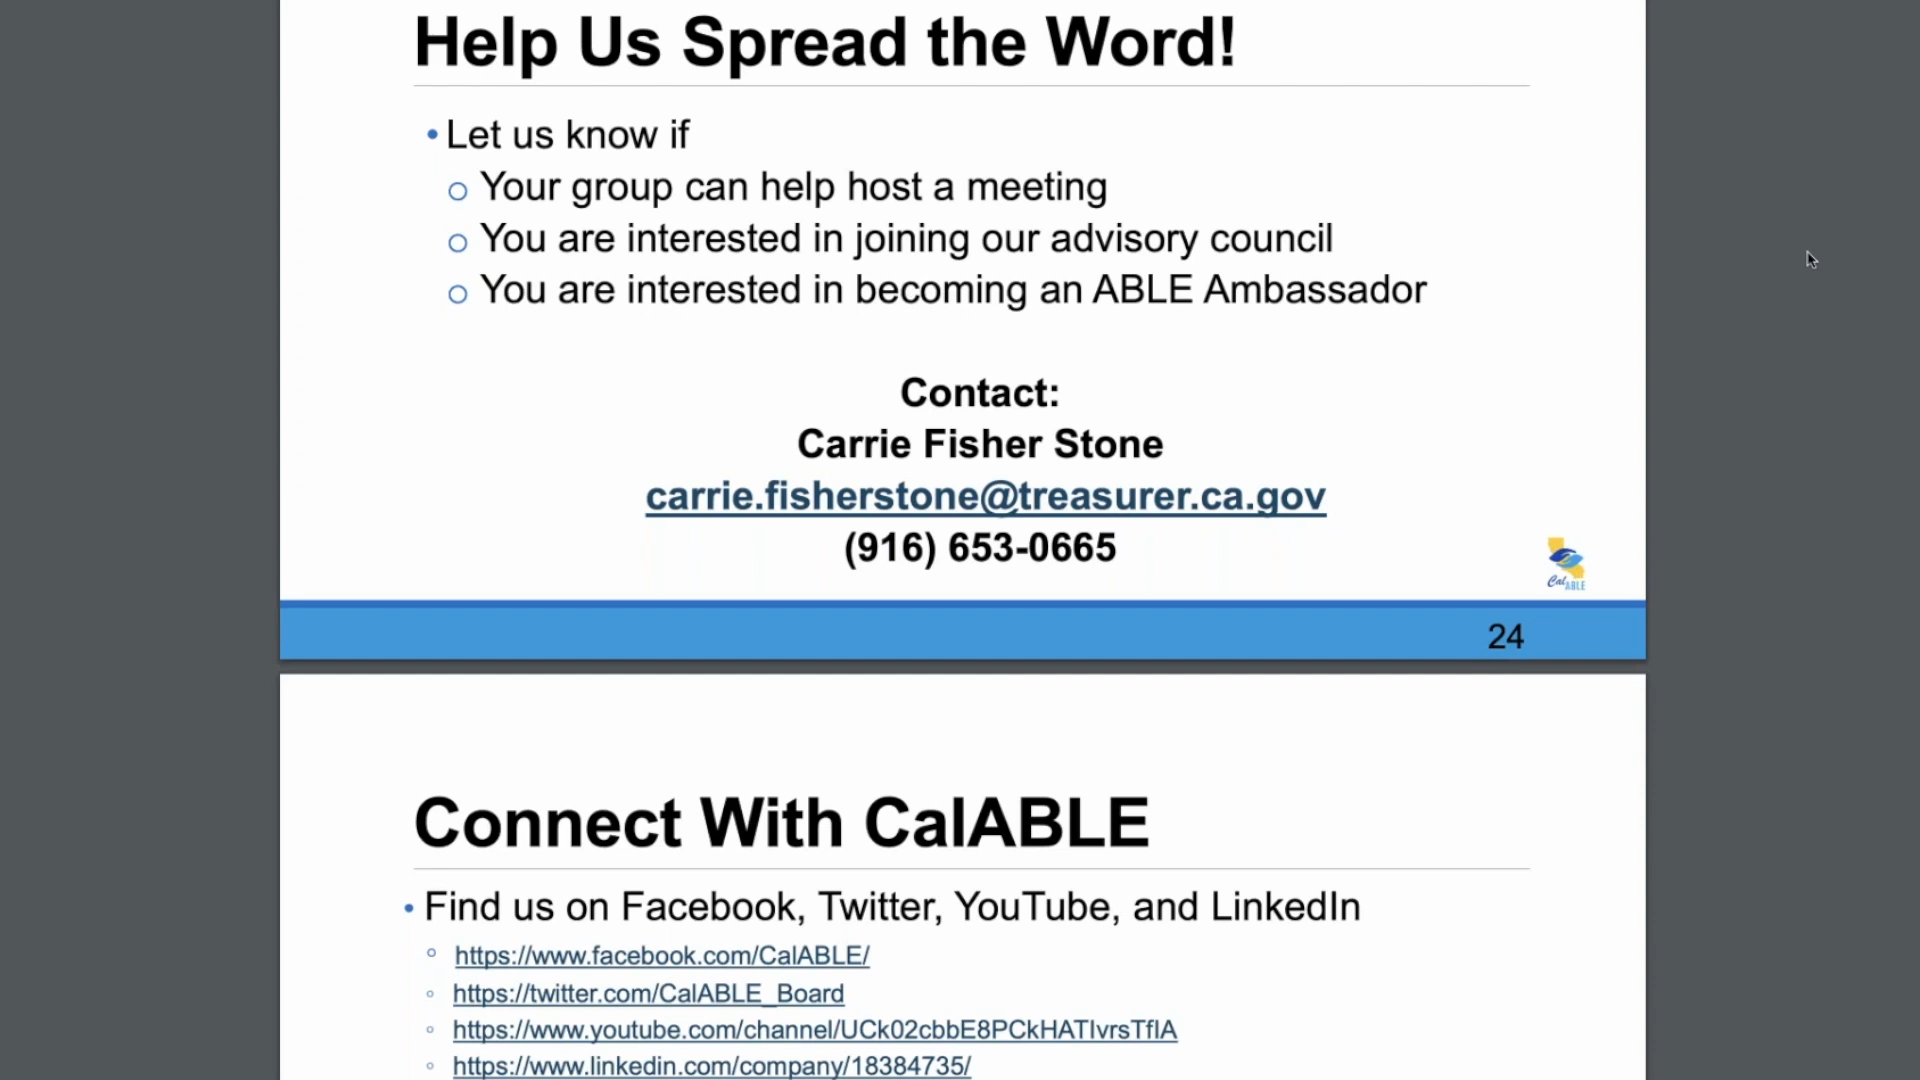 Help Us Spread the Word!
• Let us know if
o Your group can help host a meeting
o You are interested in joining our advisory council
o You are interested in becoming an ABLE Ambassador
Contact:
Carrie Fisher Stone
carrie.fisherstone@treasurer.ca.gov
(916) 653-0665
Cal ABLE
24
Connect With CalABLE
• Find us on Facebook, Twitter, YouTube, and LinkedIn
o https://www.facebook.com/CalABLE/
o https://twitter.com/CalABLE_Board
o https://www.youtube.com/channel/UCk02cbbE8PCkHATIvrsTfIA
o https://www.linkedin.com/company/18384735/